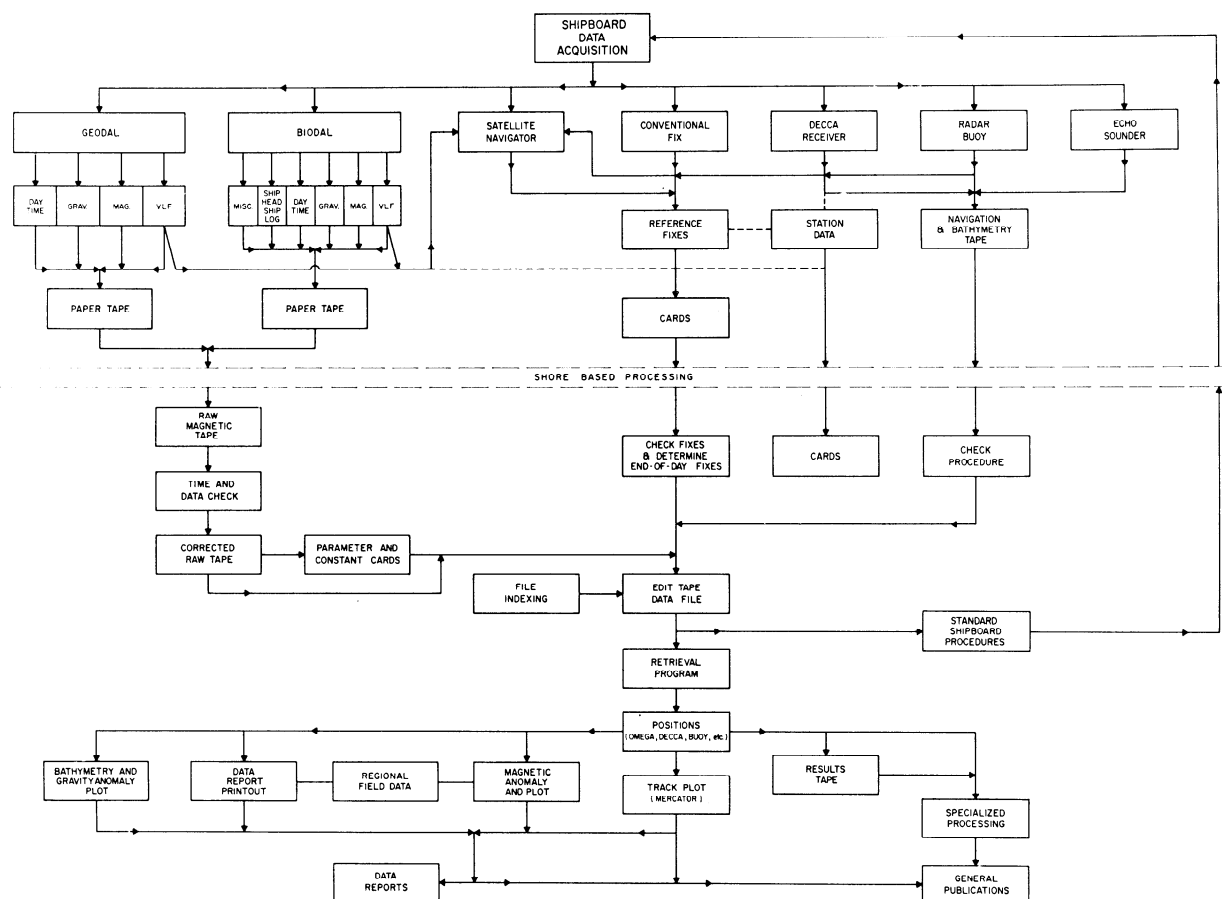 SHIPBOARD
DATA
ACQUISITION
GEODAL
BIODAL
SATELLITE
NAVIGATOR
CONVENTIONAL
FIX
DECCA
RECEIVER
RADAR
BUOY
ECHO
SOUNDER
DAY
TIME
GRAV.
MAG.
VLF
MISC
SHIP
HEAD
SHIP
LOG
DAY
TIME
GRAV.
MAG.
VLF
REFERENCE
FIXES
STATION
DATA
NAVIGATION
& BATHYMETRY
TAPE
PAPER TAPE
PAPER TAPE
CARDS
SHORE BASED PROCESSING
RAW
MAGNETIC
TAPE
CHECK FIXES
& DETERMINE
END-OF-DAY FIXES
CARDS
CHECK
PROCEDURE
TIME AND
DATA CHECK
CORRECTED
RAW TAPE
PARAMETER AND
CONSTANT CARDS
FILE
INDEXING
EDIT TAPE
DATA FILE
STANDARD
SHIPBOARD
PROCEDURES
RETRIEVAL
PROGRAM
POSITIONS
(OMEGA, DECCA, BUOY, etc.)
BATHYMETRY AND
GRAVITY ANOMALY
PLOT
DATA
REPORT
PRINTOUT
REGIONAL
FIELD DATA
MAGNETIC
ANOMALY
AND PLOT
TRACK PLOT
(MERCATOR)
RESULTS
TAPE
SPECIALIZED
PROCESSING
DATA
REPORTS
GENERAL
PUBLICATIONS